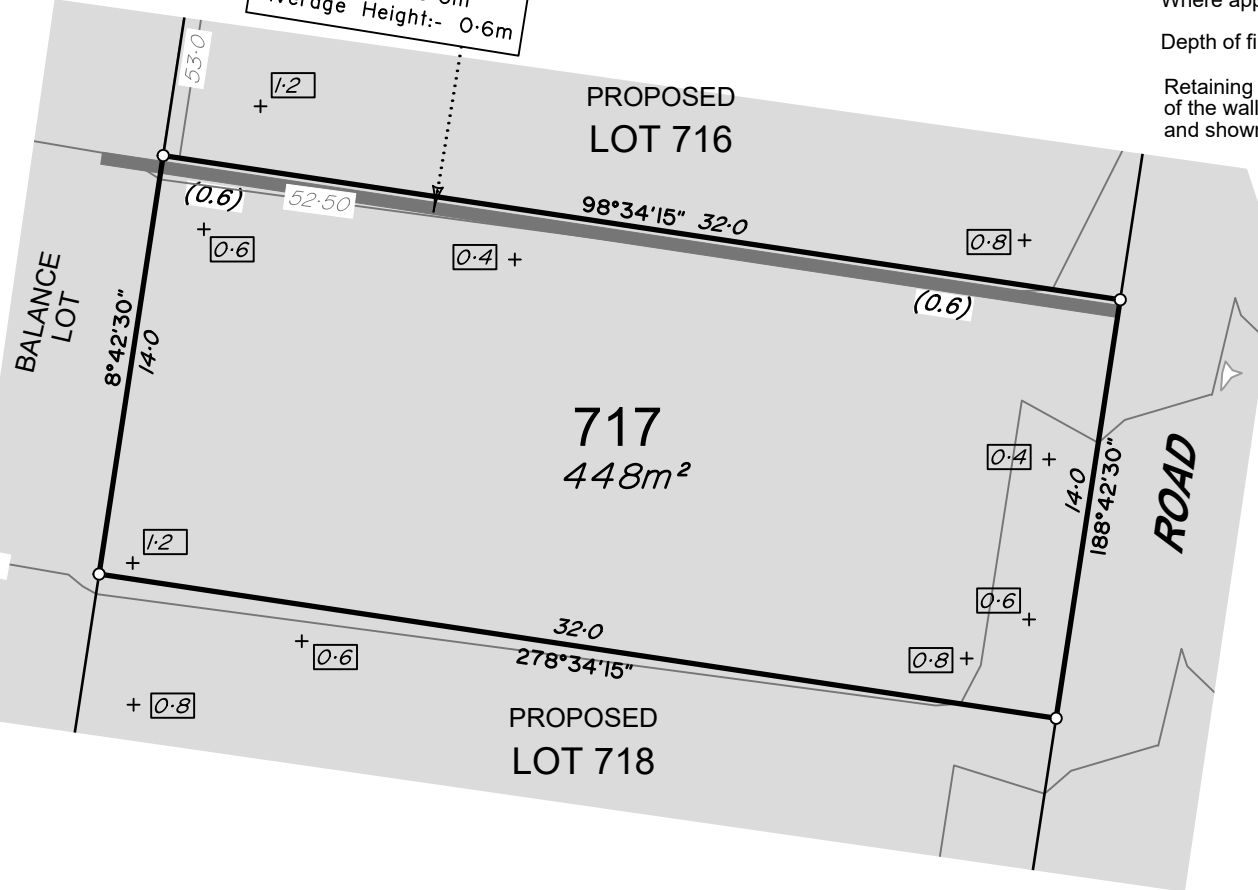 Average Height:- 0·6m
Where
Depth of
Retaining
of the wall
and
53·0
1·2
PROPOSED
LOT 716
(0.6)
52·50
98°34'15" 32·0
0·6
0·4
0·8
(0.6)
BALANCE
LOT
8°42'30"
14·0
717
448m²
0·4
14·0
188°42'30"
ROAD
1·2
0·6
32·0
278°34'15"
0·8
0·6
0·8
PROPOSED
LOT 718